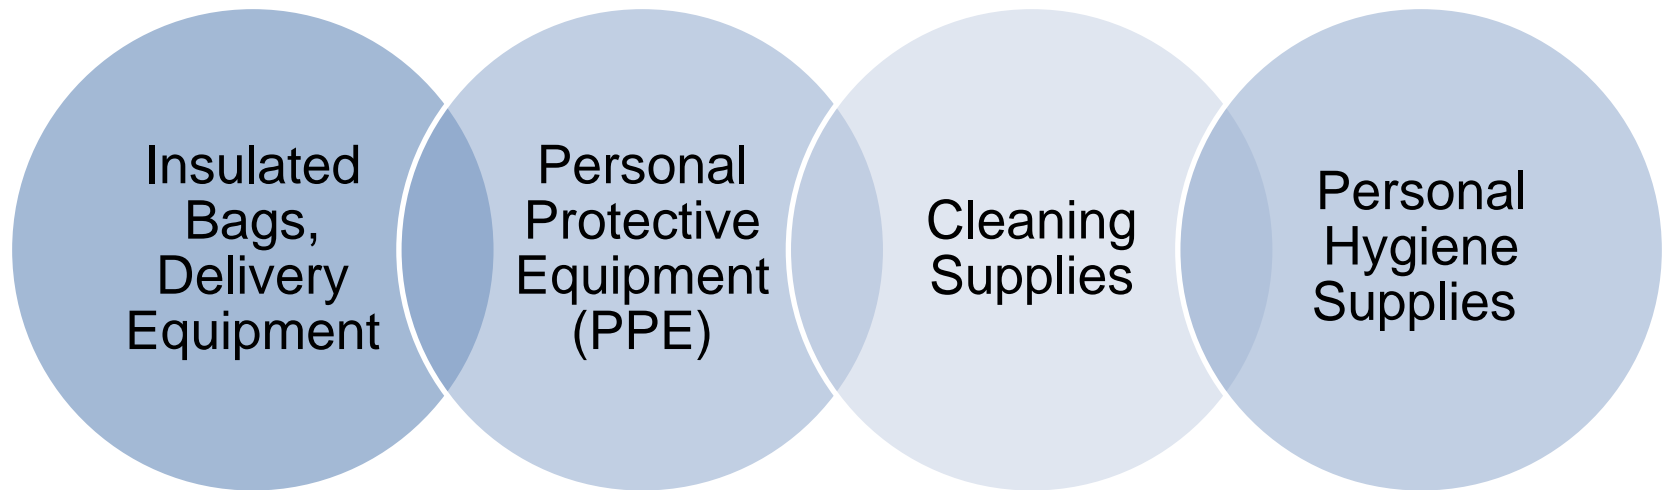 Insulated
Bags,
Delivery
Equipment
Personal
Protective
Equipment
(PPE)
Cleaning
Supplies
Personal
Hygiene
Supplies